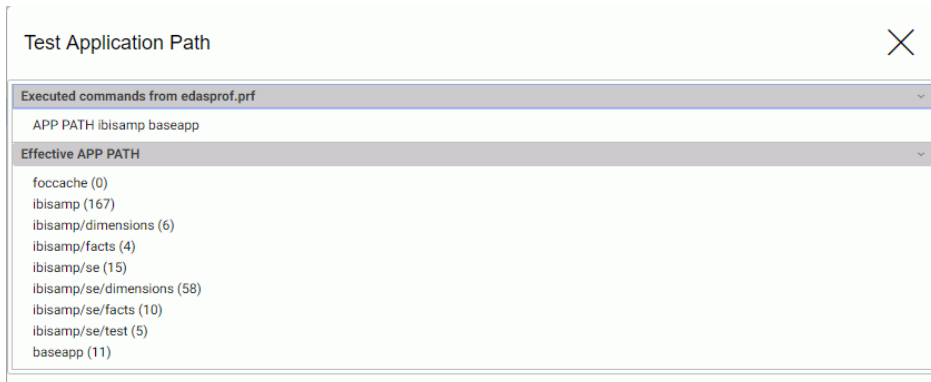 Test Application Path
Executed commands from edasprof.prf
APP PATH ibisamp baseapp
Effective APP PATH
foccache (0)
ibisamp (167)
ibisamp/dimensions (6)
ibisamp/facts (4)
ibisamp/se (15)
ibisamp/se/dimensions (58)
ibisamp/se/facts (10)
ibisamp/se/test (5)
baseapp (11)